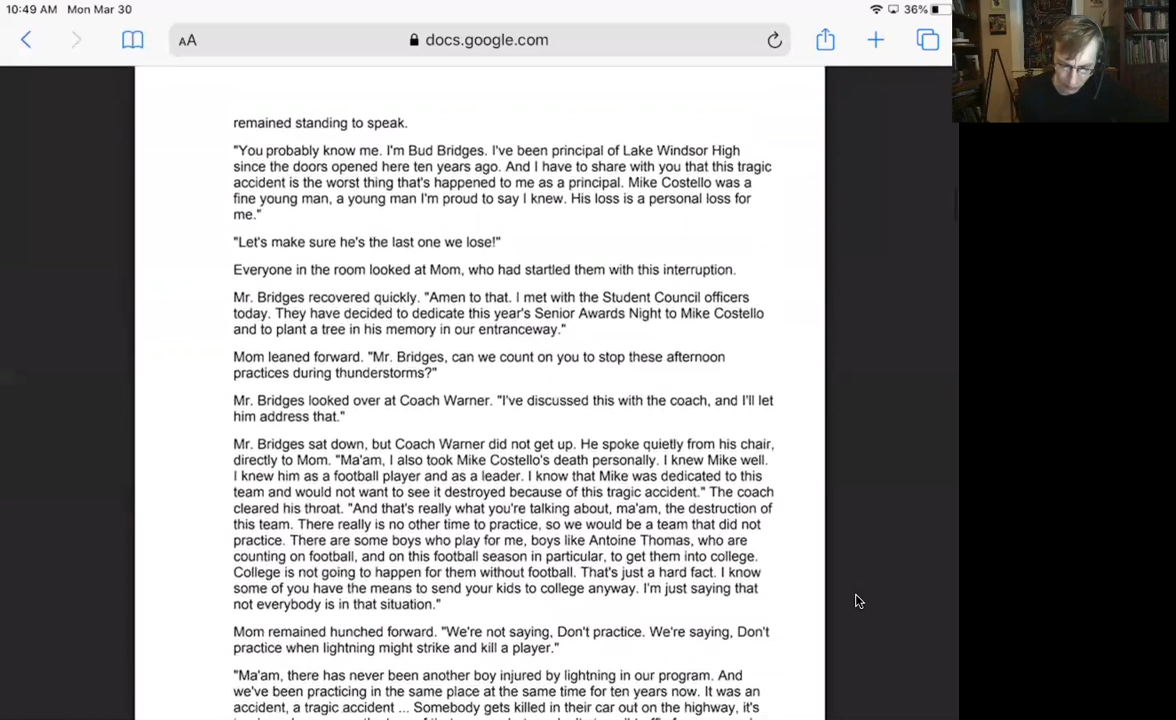 10:49 AM Mon Mar 30
36%
AA
docs.google.com
remained standing to speak.
"You probably know me. I'm Bud Bridges. I've been principal of Lake Windsor High
since the doors opened here ten years ago. And I have to share with you that this tragic
accident is the worst thing that's happened to me as a principal. Mike Costello was a
fine young man, a young man I'm proud to say I knew. His loss is a personal loss for
me."
"Let's make sure he's the last one we lose!"
Everyone in the room looked at Mom, who had startled them with this interruption.
Mr. Bridges recovered quickly. "Amen to that. I met with the Student Council officers
today. They have decided to dedicate this year's Senior Awards Night to Mike Costello
and to plant a tree in his memory in our entranceway."
Mom leaned forward. "Mr. Bridges, can we count on you to stop these afternoon
practices during thunderstorms?"
Mr. Bridges looked over at Coach Warner. "I've discussed this with the coach, and I'll let
him address that."
Mr. Bridges sat down, but Coach Warner did not get up. He spoke quietly from his chair,
directly to Mom. "Ma'am, I also took Mike Costello's death personally. I knew Mike well.
I knew him as a football player and as a leader. I know that Mike was dedicated to this
team and would not want to see it destroyed because of this tragic accident." The coach
cleared his throat. "And that's really what you're talking about, ma'am, the destruction of
this team. There really is no other time to practice, so we would be a team that did not
practice. There are some boys who play for me, boys like Antoine Thomas, who are
counting on football, and on this football season in particular, to get them into college.
College is not going to happen for them without football. That's just a hard fact. I know
some of you have the means to send your kids to college anyway. I'm just saying that
not everybody is in that situation."
Mom remained hunched forward. "We're not saying, Don't practice. We're saying, Don't
practice when lightning might strike and kill a player."
"Ma'am, there has never been another boy injured by lightning in our program. And
we've been practicing in the same place at the same time for ten years now. It was an
accident, a tragic accident ... Somebody gets killed in their car out on the highway, it's